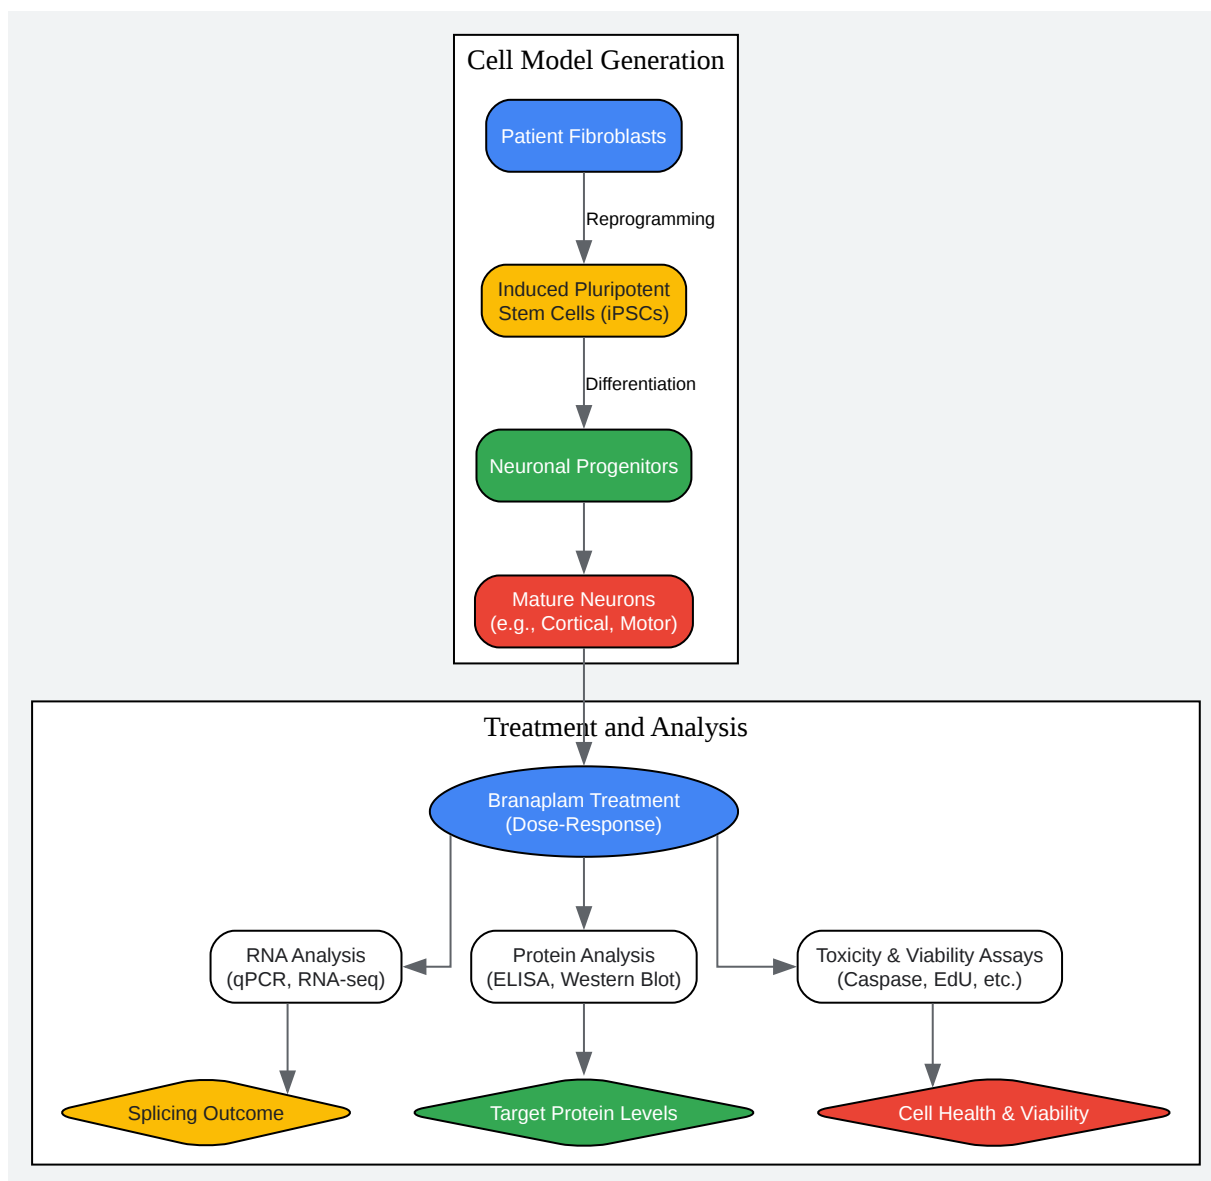 Cell Model Generation
Patient Fibroblasts
Reprogramming
Induced Pluripotent
Stem Cells (iPSCs)
Differentiation
Neuronal Progenitors
Mature Neurons
(e.g., Cortical, Motor)
Treatment and Analysis
Branaplam Treatment
(Dose-Response)
RNA Analysis
(qPCR, RNA-seq)
Protein Analysis
(ELISA, Western Blot)
Toxicity & Viability Assays
(Caspase, EdU, etc.)
Splicing Outcome
Target Protein Levels
Cell Health & Viability